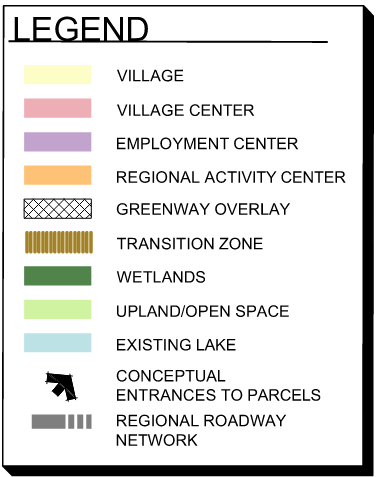 LEGEND
VILLAGE
VILLAGE CENTER
EMPLOYMENT CENTER
REGIONAL ACTIVITY CENTER
GREENWAY OVERLAY
TRANSITION ZONE
WETLANDS
UPLAND/OPEN SPACE
EXISTING LAKE
CONCEPTUAL
ENTRANCES TO PARCELS
REGIONAL ROADWAY
NETWORK